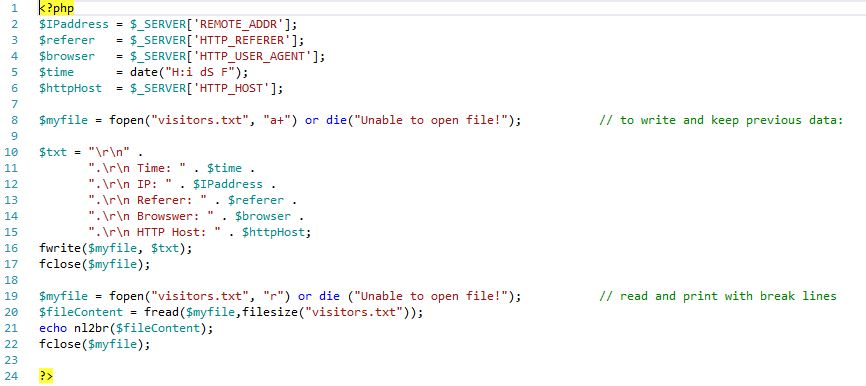 1 <?php
2 $IPaddress = $_SERVER['REMOTE_ADDR'];
3 $referer   = $_SERVER['HTTP_REFERER'];
4 $browser   = $_SERVER['HTTP_USER_AGENT'];
5 $time      = date("H:i dS F");
6 $httpHost  = $_SERVER['HTTP_HOST'];
7
8 $myfile = fopen("visitors.txt", "a+") or die("Unable to open file!");           // to write and keep previous data:
9
10 $txt = "\r\n" .
11        ".\r\n Time: " . $time .
12        ".\r\n IP: " . $IPaddress .
13        ".\r\n Referer: " . $referer .
14        ".\r\n Browswer: " . $browser .
15        ".\r\n HTTP Host: " . $httpHost;
16 fwrite($myfile, $txt);
17 fclose($myfile);
18
19 $myfile = fopen("visitors.txt", "r") or die ("Unable to open file!");           // read and print with break lines
20 $fileContent = fread($myfile,filesize("visitors.txt"));
21 echo nl2br($fileContent);
22 fclose($myfile);
23
24 ?>